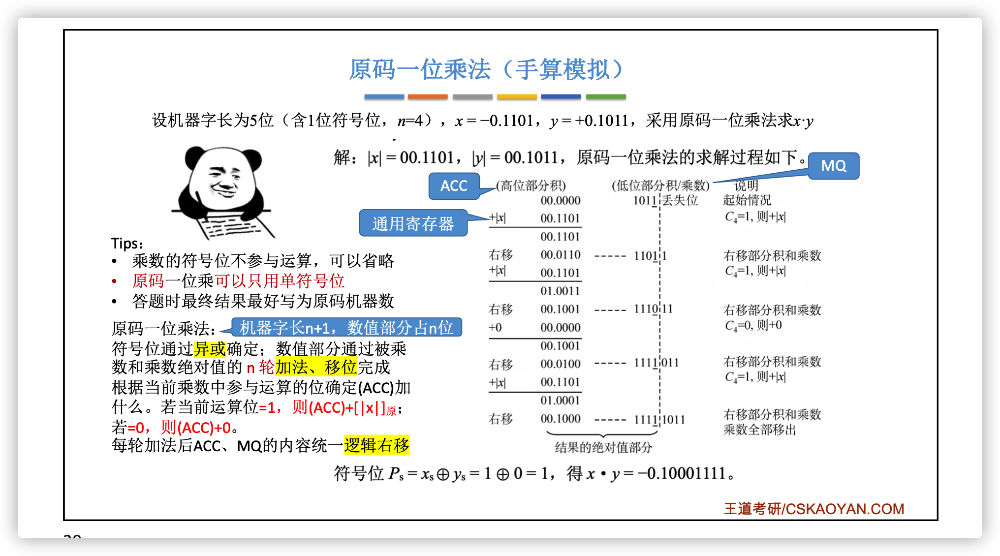 原码一位乘法（手算模拟）
设机器字长为5位（含1位符号位，n=4），x = −0.1101，y = +0.1011，采用原码一位乘法求x·y
解：|x| = 00.1101，|y| = 00.1011，原码一位乘法的求解过程如下。
MQ
ACC
(高位部分积) (低位部分积/乘数) 说明
00.0000 1011 丢失位 起始情况
通用寄存器
+|x| 00.1101 C4=1, 则+|x|
00.1101
右移 00.0110 ----- 1101 1 右移部分积和乘数
+|x| 00.1101 C4=1, 则+|x|
01.0011
右移 00.1001 ----- 1110 11 右移部分积和乘数
+0 00.0000 C4=0, 则+0
00.1001
右移 00.0100 ----- 1111 011 右移部分积和乘数
+|x| 00.1101 C4=1, 则+|x|
01.0001
右移 00.1000 ----- 1111 1011 右移部分积和乘数
乘数全部移出
结果的绝对值部分
符号位 Ps = xs⊕ys = 1⊕0 = 1，得 x·y = −0.10001111。
Tips：
• 乘数的符号位不参与运算，可以省略
• 原码一位乘可以只用单符号位
• 答题时最终结果最好写为原码机器数
原码一位乘法：
机器字长n+1，数值部分占n位
符号位通过异或确定；数值部分通过被乘
数和乘数绝对值的 n 轮加法、移位完成
根据当前乘数中参与运算的位确定(ACC)加
什么。若当前运算位=1，则(ACC)+[|x|]原；
若=0，则(ACC)+0。
每轮加法后ACC、MQ的内容统一逻辑右移
王道考研/CSKAOYAN.COM